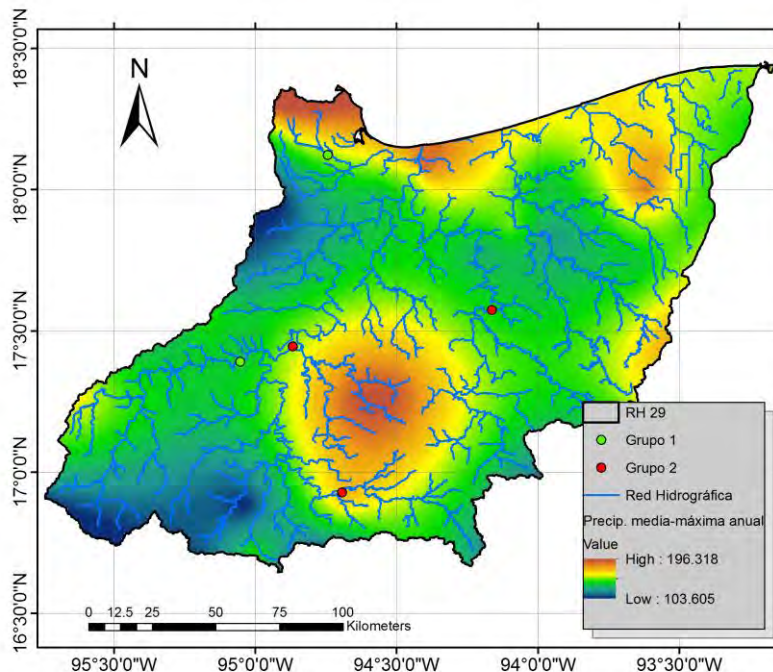 N
18°30'0"N
18°0'0"N
17°30'0"N
17°0'0"N
16°30'0"N
RH 29
Grupo 1
Grupo 2
Red Hidrográfica
Precip. media-máxima anual
Value
High : 196.318
Low : 103.605
0 12.5 25 50 75 100
Kilometers
95°30'0"W 95°0'0"W 94°30'0"W 94°0'0"W 93°30'0"W